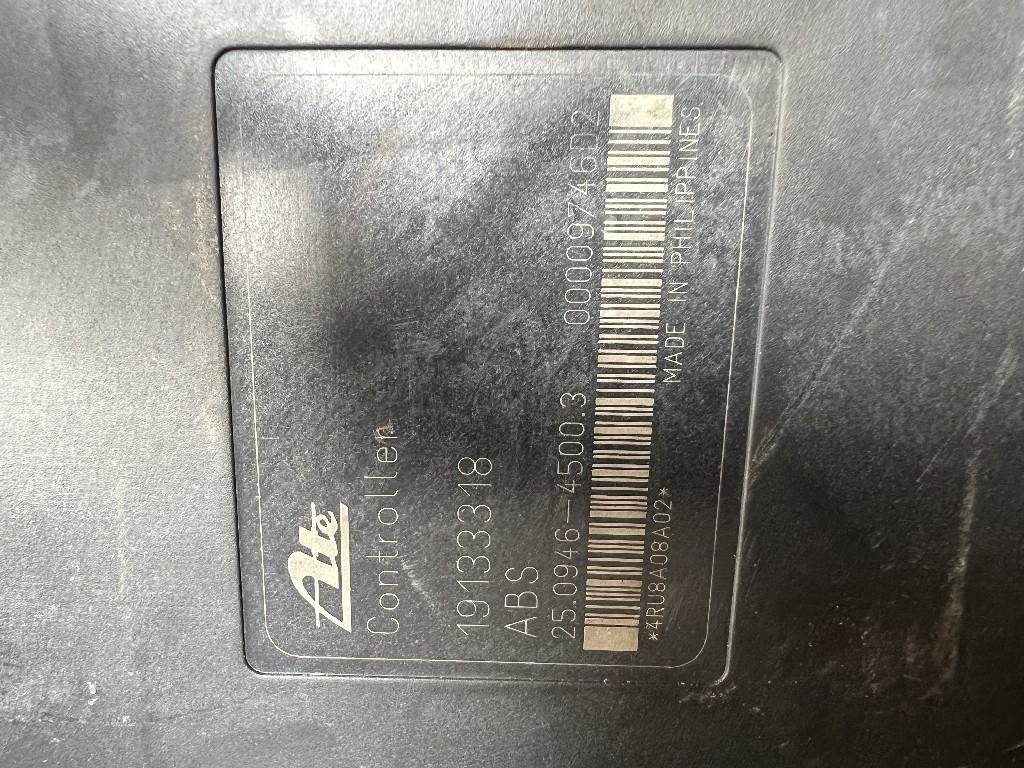 Ate
Controller
19133318
ABS
25.0946-4500.3 00009746D2
*4RU8A08A02*
MADE IN PHILIPPINES